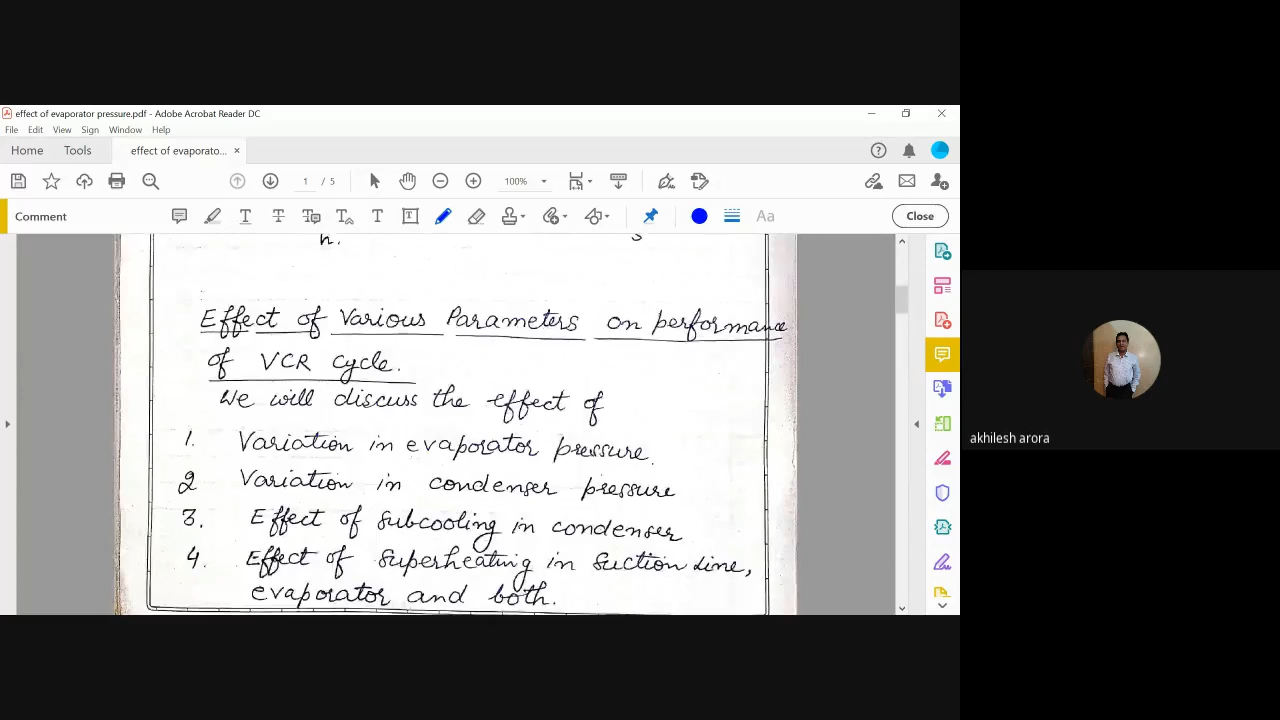 effect of evaporator pressure.pdf - Adobe Acrobat Reader DC
File Edit View Sign Window Help
Home Tools effect of evaporato... ×
1 / 5 100%
Comment T T T T T T Aa Close
h. s
Effect of Various Parameters on performance
of VCR cycle.
We will discuss the effect of
1. Variation in evaporator pressure.
2 Variation in condenser pressure
3. Effect of subcooling in condenser
4. Effect of superheating in suction line,
evaporator and both.
akhilesh arora